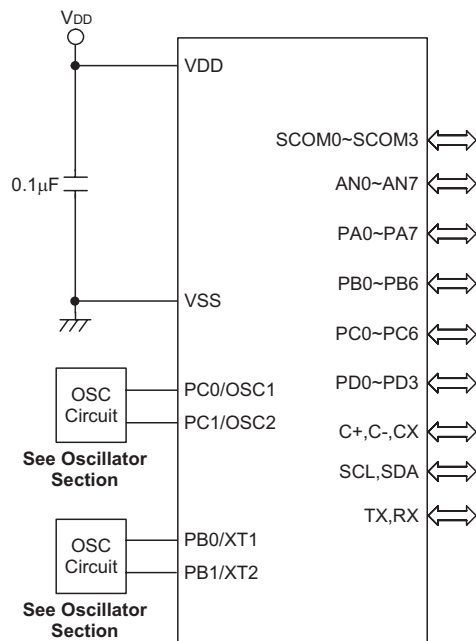 VDD
VDD
SCOM0~SCOM3
AN0~AN7
0.1μF
PA0~PA7
PB0~PB6
VSS
PC0~PC6
OSC
Circuit
PC0/OSC1
PC1/OSC2
PD0~PD3
See Oscillator
Section
C+,C-,CX
SCL,SDA
TX,RX
OSC
Circuit
PB0/XT1
PB1/XT2
See Oscillator
Section